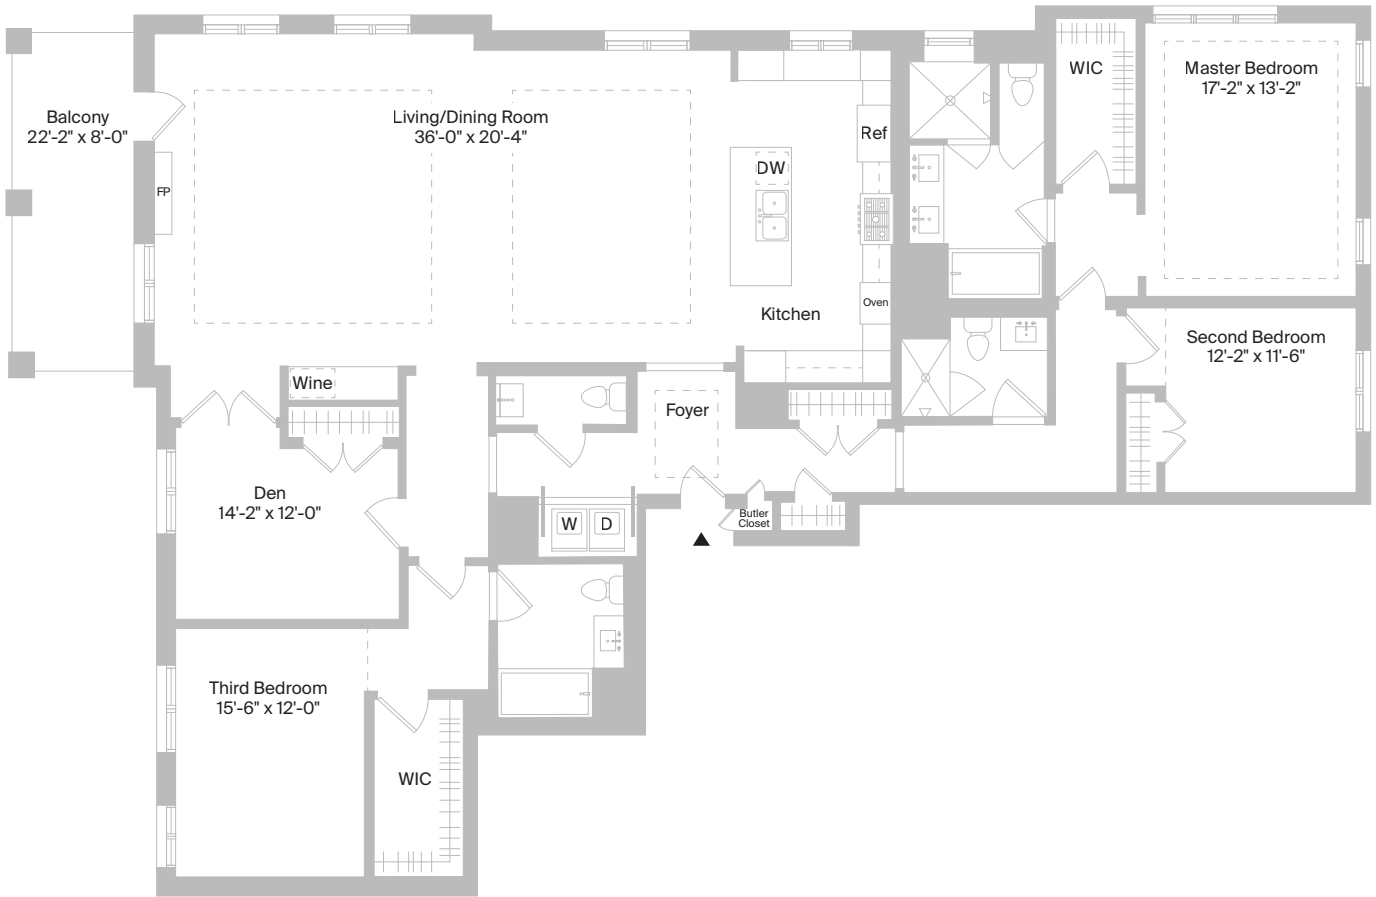 Balcony
22'-2" x 8'-0"
FP
Living/Dining Room
36'-0" x 20'-4"
DW
Ref
Oven
Kitchen
WIC
Master Bedroom
17'-2" x 13'-2"
Second Bedroom
12'-2" x 11'-6"
Wine
Foyer
Den
14'-2" x 12'-0"
W
D
Butler
Closet
Third Bedroom
15'-6" x 12'-0"
WIC